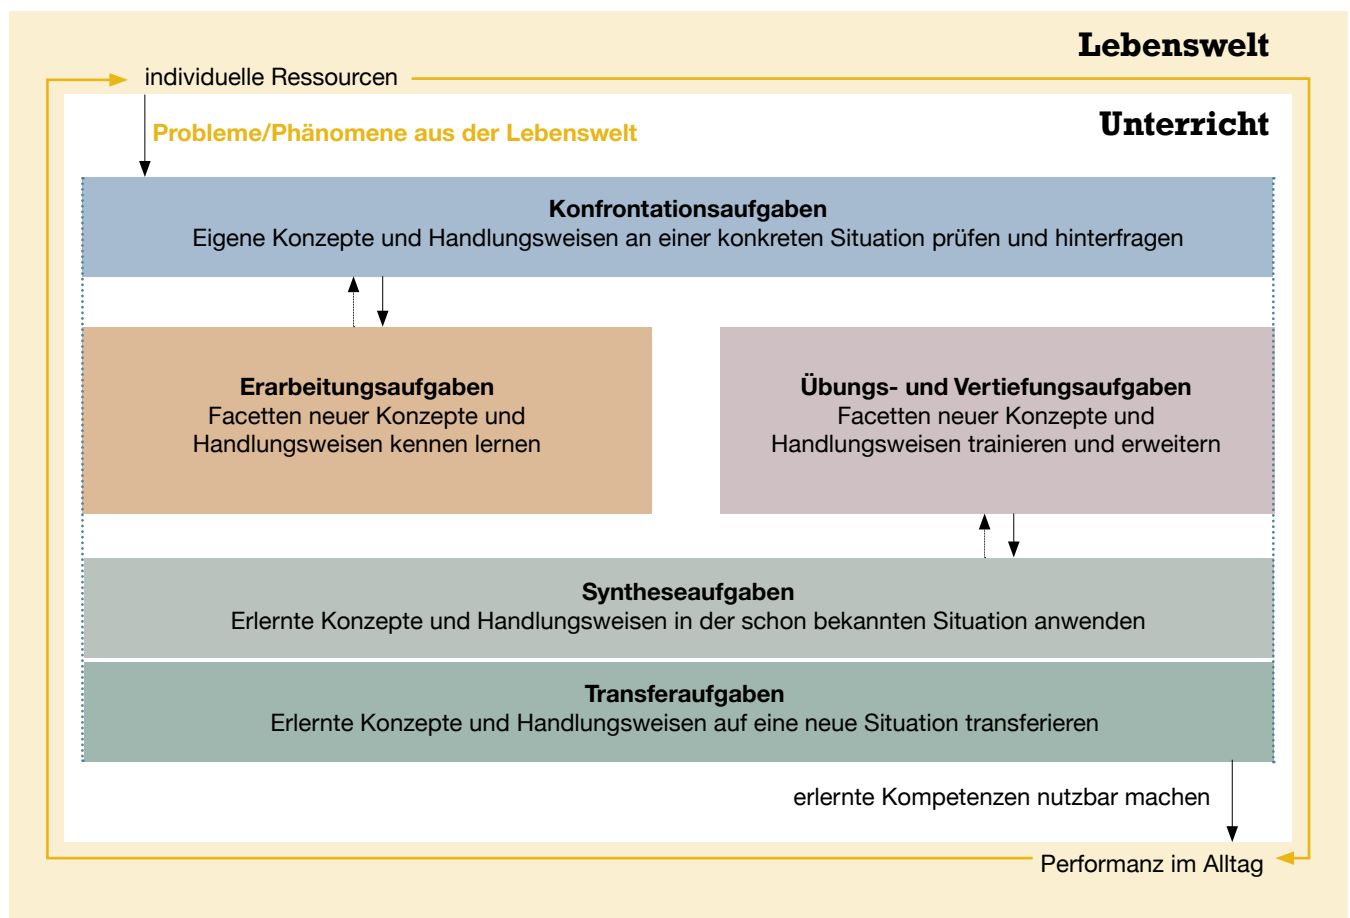 Lebenswelt
individuelle Ressourcen
Unterricht
Probleme/Phänomene aus der Lebenswelt
Konfrontationsaufgaben
Eigene Konzepte und Handlungsweisen an einer konkreten Situation prüfen und hinterfragen
Erarbeitungsaufgaben
Facetten neuer Konzepte und
Handlungsweisen kennen lernen
Übungs- und Vertiefungsaufgaben
Facetten neuer Konzepte und
Handlungsweisen trainieren und erweitern
Syntheseaufgaben
Erlernte Konzepte und Handlungsweisen in der schon bekannten Situation anwenden
Transferaufgaben
Erlernte Konzepte und Handlungsweisen auf eine neue Situation transferieren
erlernte Kompetenzen nutzbar machen
Performanz im Alltag